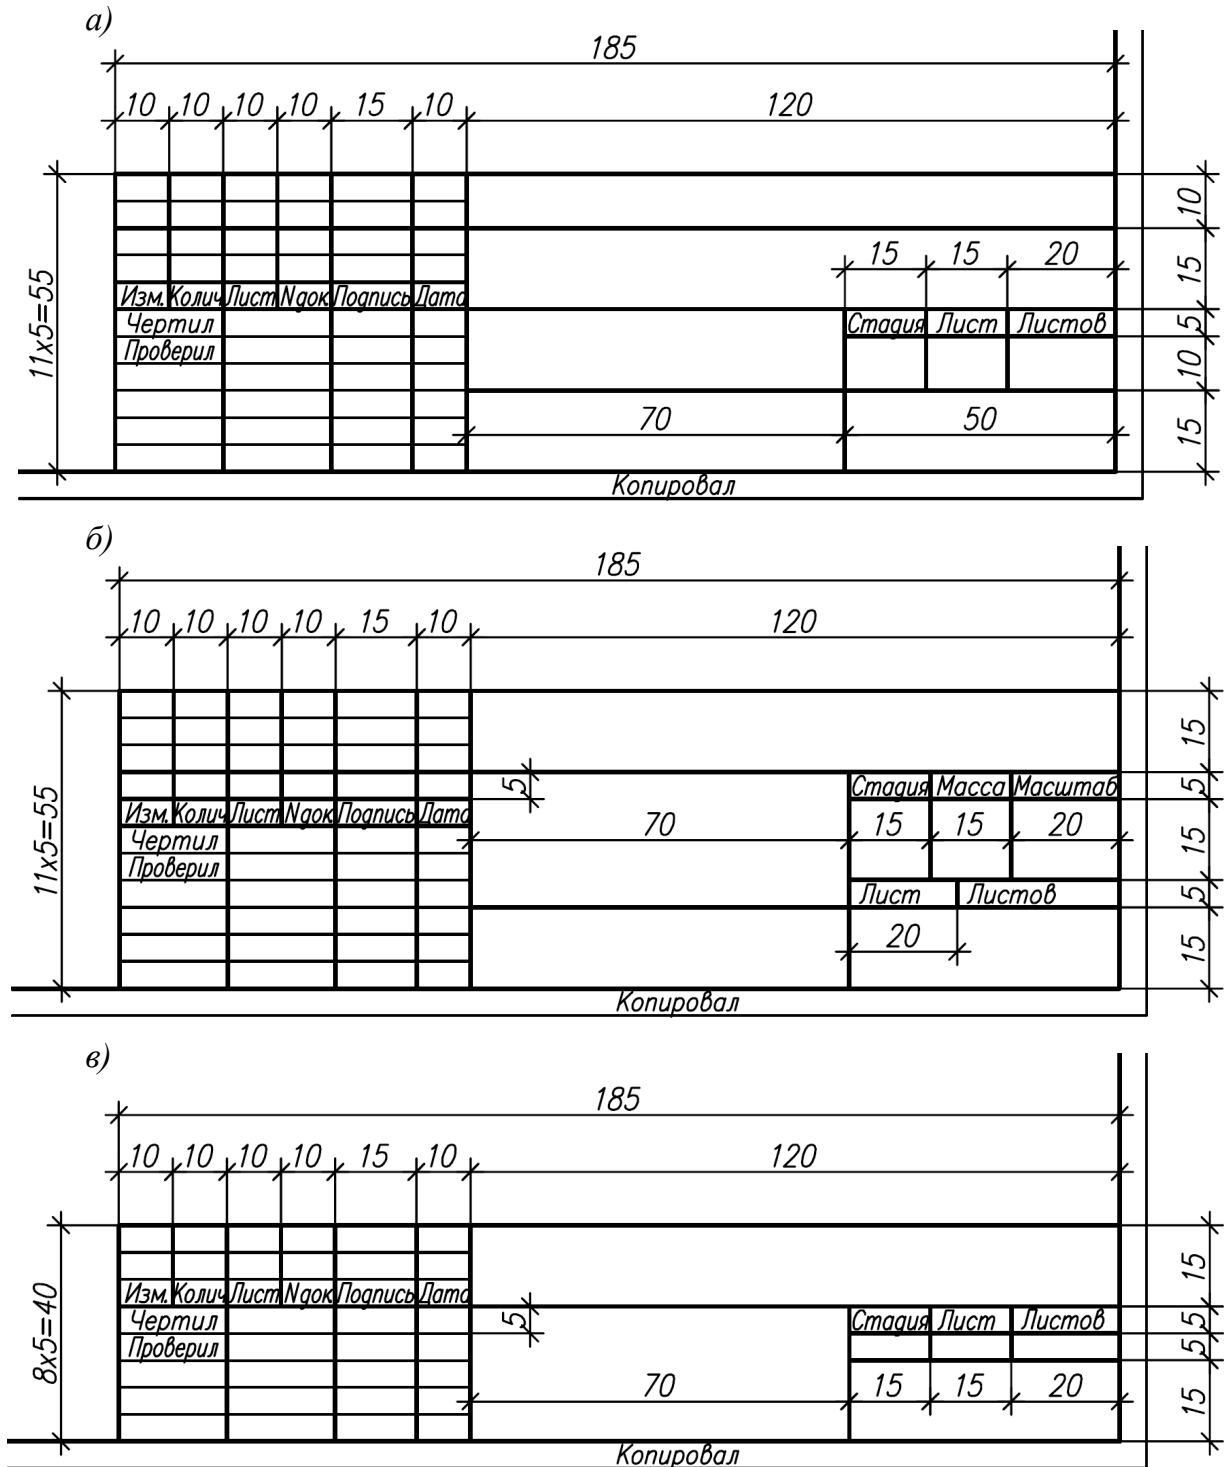 а)
185
10 10 10 10 15 10 120
10
15 15 20
15
11x5=55
Изм. Колич Лист Nдок Подпись Дата
Чертил
Стадия Лист Листов
5
Проверил
10
70 50
15
Копировал
б)
185
10 10 10 10 15 10 120
15
5
Стадия Масса Масштаб
5
11x5=55
Изм. Колич Лист Nдок Подпись Дата
70 15 15 20
15
Чертил
Проверил
Лист Листов
5
20
15
Копировал
в)
185
10 10 10 10 15 10 120
15
Изм. Колич Лист Nдок Подпись Дата
8x5=40
Чертил
5
Стадия Лист Листов
5
Проверил
5
70 15 15 20
15
Копировал